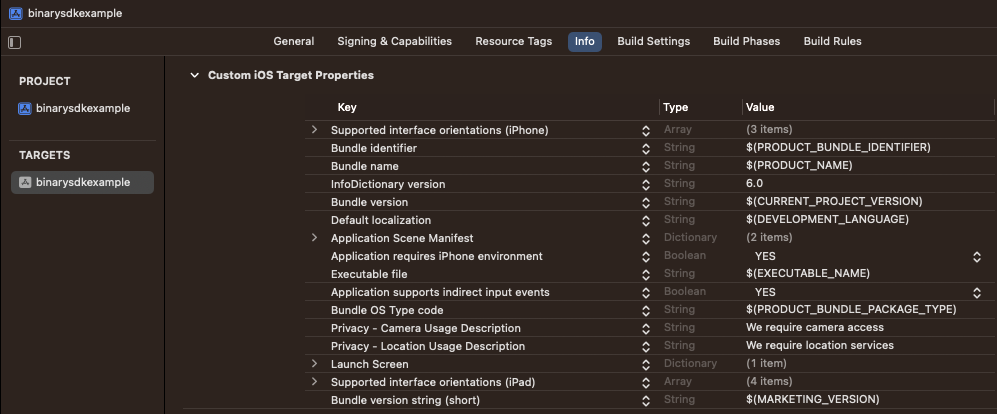 binarysdkexample
General Signing & Capabilities Resource Tags Info Build Settings Build Phases Build Rules
PROJECT
binarysdkexample
TARGETS
binarysdkexample
Custom iOS Target Properties
Key Type Value
Supported interface orientations (iPhone) Array (3 items)
Bundle identifier String $(PRODUCT_BUNDLE_IDENTIFIER)
Bundle name String $(PRODUCT_NAME)
InfoDictionary version String 6.0
Bundle version String $(CURRENT_PROJECT_VERSION)
Default localization String $(DEVELOPMENT_LANGUAGE)
Application Scene Manifest Dictionary (2 items)
Application requires iPhone environment Boolean YES
Executable file String $(EXECUTABLE_NAME)
Application supports indirect input events Boolean YES
Bundle OS Type code String $(PRODUCT_BUNDLE_PACKAGE_TYPE)
Privacy - Camera Usage Description String We require camera access
Privacy - Location Usage Description String We require location services
Launch Screen Dictionary (1 item)
Supported interface orientations (iPad) Array (4 items)
Bundle version string (short) String $(MARKETING_VERSION)